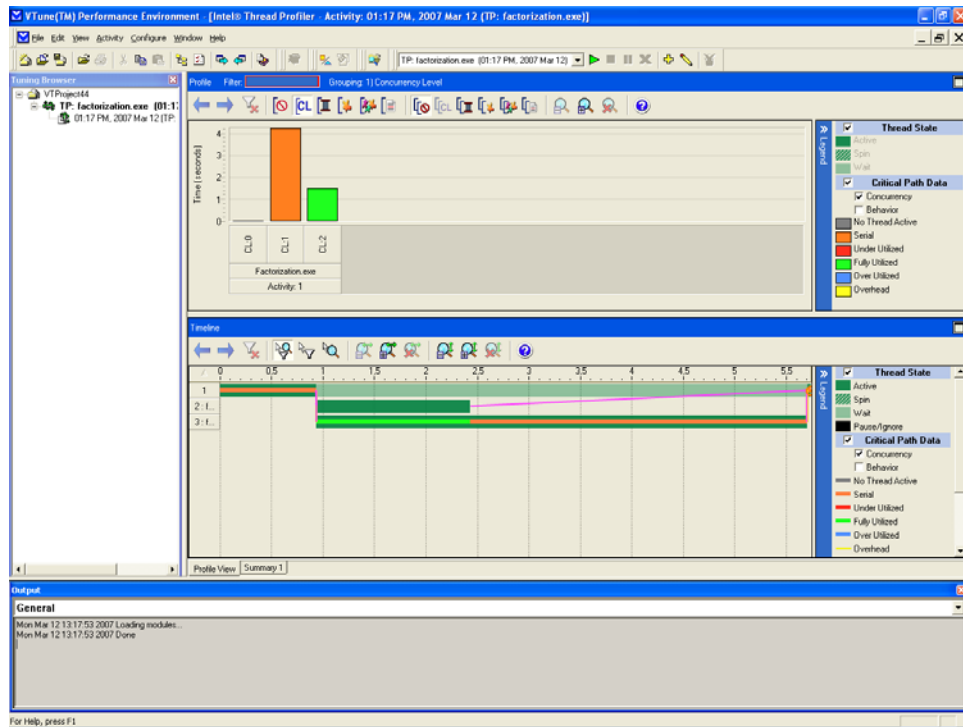 VTune(TM) Performance Environment - [Intel® Thread Profiler - Activity: 01:17 PM, 2007 Mar 12 (TP: factorization.exe)]
File Edit View Activity Configure Window Help
TP: factorization.exe (01:17 PM, 2007 Mar 12)
Tuning Browser
VTProject44
TP: factorization.exe (01:1
01:17 PM, 2007 Mar 12 (TP:
Profile Filter: Grouping: 1) Concurrency Level
CL
CL
Time (seconds)
4
3
2
1
0
CL:0
CL:1
CL:2
Factorization.exe
Activity: 1
Legend
Thread State
Active
Spin
Wait
Critical Path Data
Concurrency
Behavior
No Thread Active
Serial
Under Utilized
Fully Utilized
Over Utilized
Overhead
Timeline
0 0.5 1 1.5 2 2.5 3 3.5 4 4.5 5 5.5
1
2 : f...
3 : f...
Legend
Thread State
Active
Spin
Wait
Pause/Ignore
Critical Path Data
Concurrency
Behavior
No Thread Active
Serial
Under Utilized
Fully Utilized
Over Utilized
Overhead
Profile View Summary 1
Output
General
Mon Mar 12 13:17:53 2007 Loading modules...
Mon Mar 12 13:17:53 2007 Done
For Help, press F1